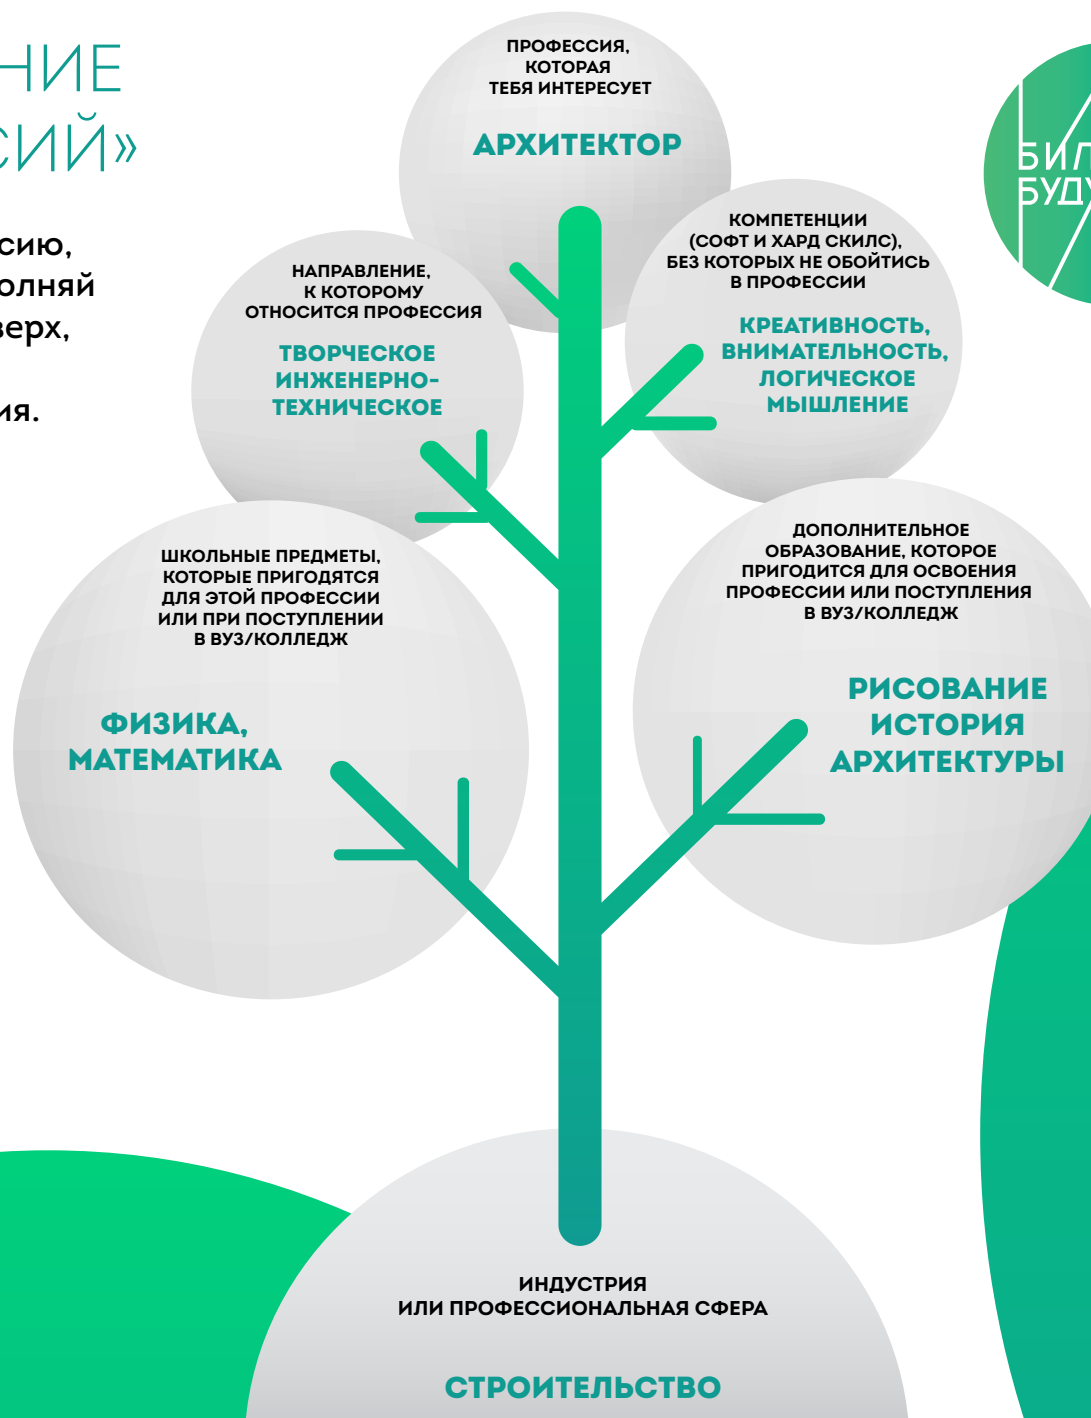 НИЕ
СИЙ»
сию,
олняй
верх,
ия.
ПРОФЕССИЯ,
КОТОРАЯ
ТЕБЯ ИНТЕРЕСУЕТ
АРХИТЕКТОР
НАПРАВЛЕНИЕ,
К КОТОРОМУ
ОТНОСИТСЯ ПРОФЕССИЯ
ТВОРЧЕСКОЕ
ИНЖЕНЕРНО-
ТЕХНИЧЕСКОЕ
КОМПЕТЕНЦИИ
(СОФТ И ХАРД СКИЛС),
БЕЗ КОТОРЫХ НЕ ОБОЙТИСЬ
В ПРОФЕССИИ
КРЕАТИВНОСТЬ,
ВНИМАТЕЛЬНОСТЬ,
ЛОГИЧЕСКОЕ
МЫШЛЕНИЕ
ШКОЛЬНЫЕ ПРЕДМЕТЫ,
КОТОРЫЕ ПРИГОДЯТСЯ
ДЛЯ ЭТОЙ ПРОФЕССИИ
ИЛИ ПРИ ПОСТУПЛЕНИИ
В ВУЗ/КОЛЛЕДЖ
ФИЗИКА,
МАТЕМАТИКА
ДОПОЛНИТЕЛЬНОЕ
ОБРАЗОВАНИЕ, КОТОРОЕ
ПРИГОДИТСЯ ДЛЯ ОСВОЕНИЯ
ПРОФЕССИИ ИЛИ ПОСТУПЛЕНИЯ
В ВУЗ/КОЛЛЕДЖ
РИСОВАНИЕ
ИСТОРИЯ
АРХИТЕКТУРЫ
ИНДУСТРИЯ
ИЛИ ПРОФЕССИОНАЛЬНАЯ СФЕРА
СТРОИТЕЛЬСТВО